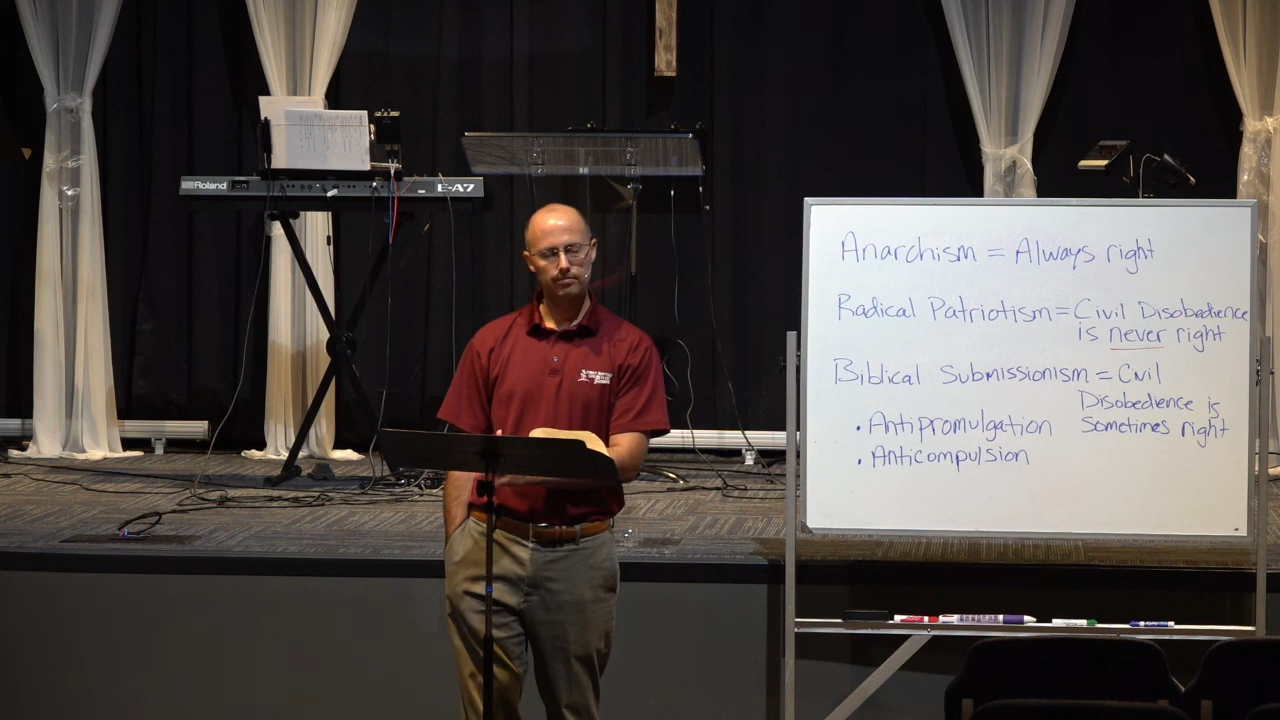 Roland
E-A7
Anarchism = Always right
Radical Patriotism = Civil Disobedience
is never right
Biblical Submissionism = Civil
Disobedience is
Sometimes right
• Antipromulgation
• Anticompulsion